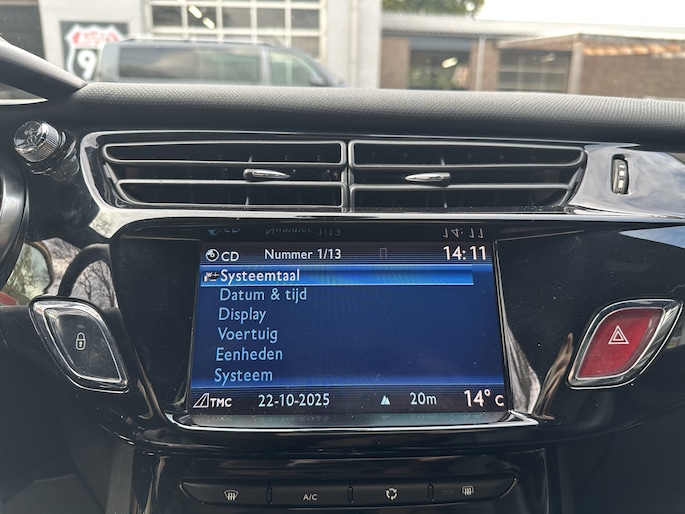 9
CD Nummer 1/13 14:11
Systeemtaal
Datum & tijd
Display
Voertuig
Eenheden
Systeem
TMC 22-10-2025 20m 14° C
A/C